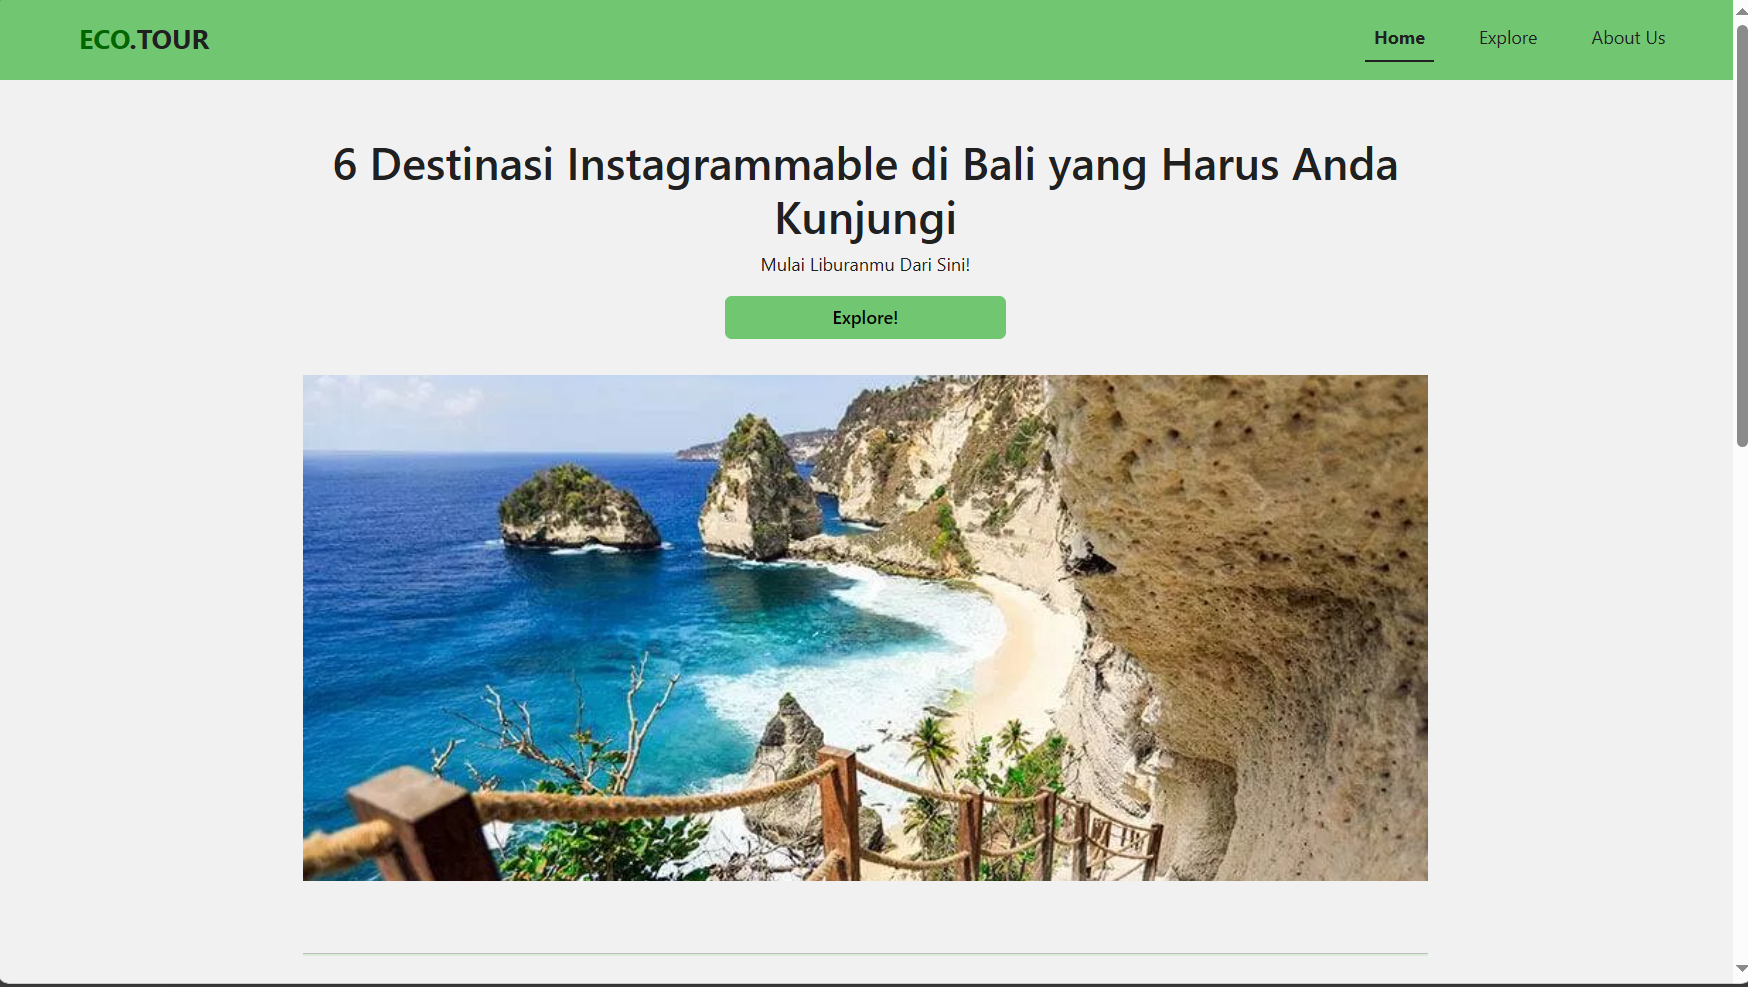 ECO.TOUR
Home
Explore
About Us
6 Destinasi Instagrammable di Bali yang Harus Anda
Kunjungi
Mulai Liburanmu Dari Sini!
Explore!